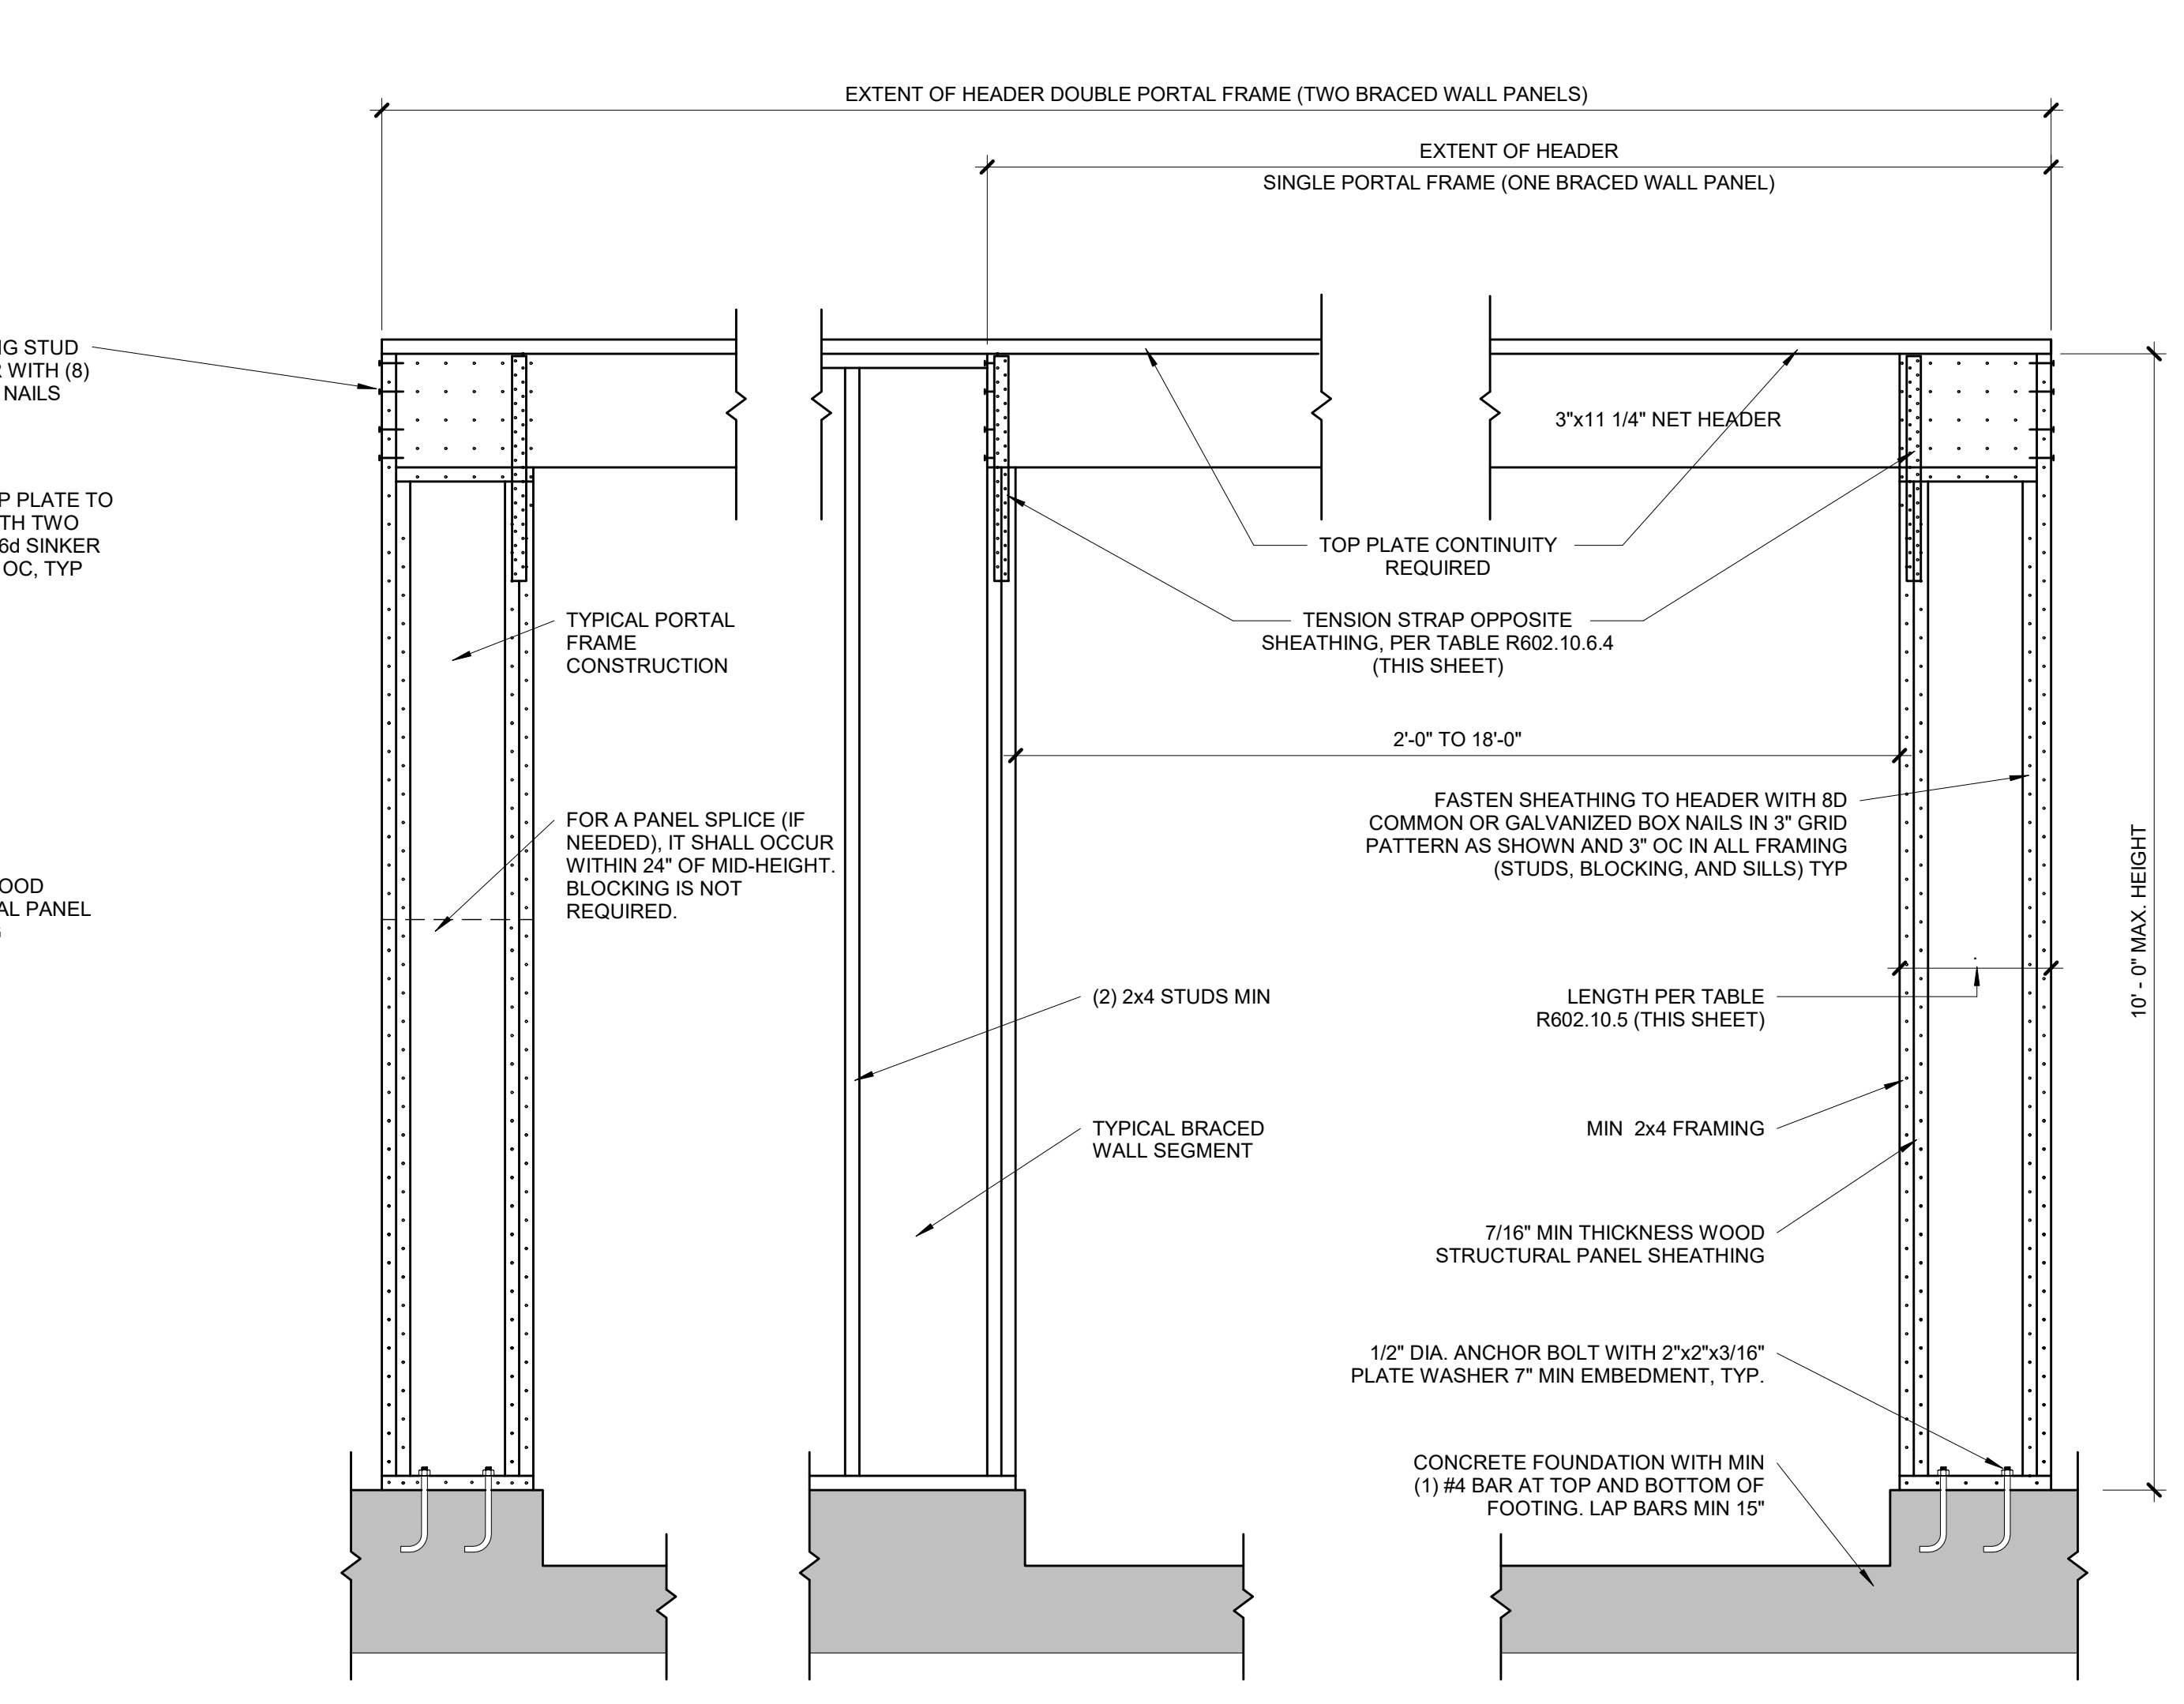 EXTENT OF HEADER DOUBLE PORTAL FRAME (TWO BRACED WALL PANELS)
EXTENT OF HEADER
SINGLE PORTAL FRAME (ONE BRACED WALL PANEL)
STUD
WITH (8)
NAILS
PLATE TO
TWO
SINKER
OC, TYP
PANEL
3"x11 1/4" NET HEADER
TOP PLATE CONTINUITY
REQUIRED
TYPICAL PORTAL
FRAME
CONSTRUCTION
TENSION STRAP OPPOSITE
SHEATHING, PER TABLE R602.10.6.4
(THIS SHEET)
2'-0" TO 18'-0"
FOR A PANEL SPLICE (IF
NEEDED), IT SHALL OCCUR
WITHIN 24" OF MID-HEIGHT.
BLOCKING IS NOT
REQUIRED.
FASTEN SHEATHING TO HEADER WITH 8D
COMMON OR GALVANIZED BOX NAILS IN 3" GRID
PATTERN AS SHOWN AND 3" OC IN ALL FRAMING
(STUDS, BLOCKING, AND SILLS) TYP
10' - 0" MAX. HEIGHT
(2) 2x4 STUDS MIN
LENGTH PER TABLE
R602.10.5 (THIS SHEET)
TYPICAL BRACED
WALL SEGMENT
MIN 2x4 FRAMING
7/16" MIN THICKNESS WOOD
STRUCTURAL PANEL SHEATHING
1/2" DIA. ANCHOR BOLT WITH 2"x2"x3/16"
PLATE WASHER 7" MIN EMBEDMENT, TYP.
CONCRETE FOUNDATION WITH MIN
(1) #4 BAR AT TOP AND BOTTOM OF
FOOTING. LAP BARS MIN 15"